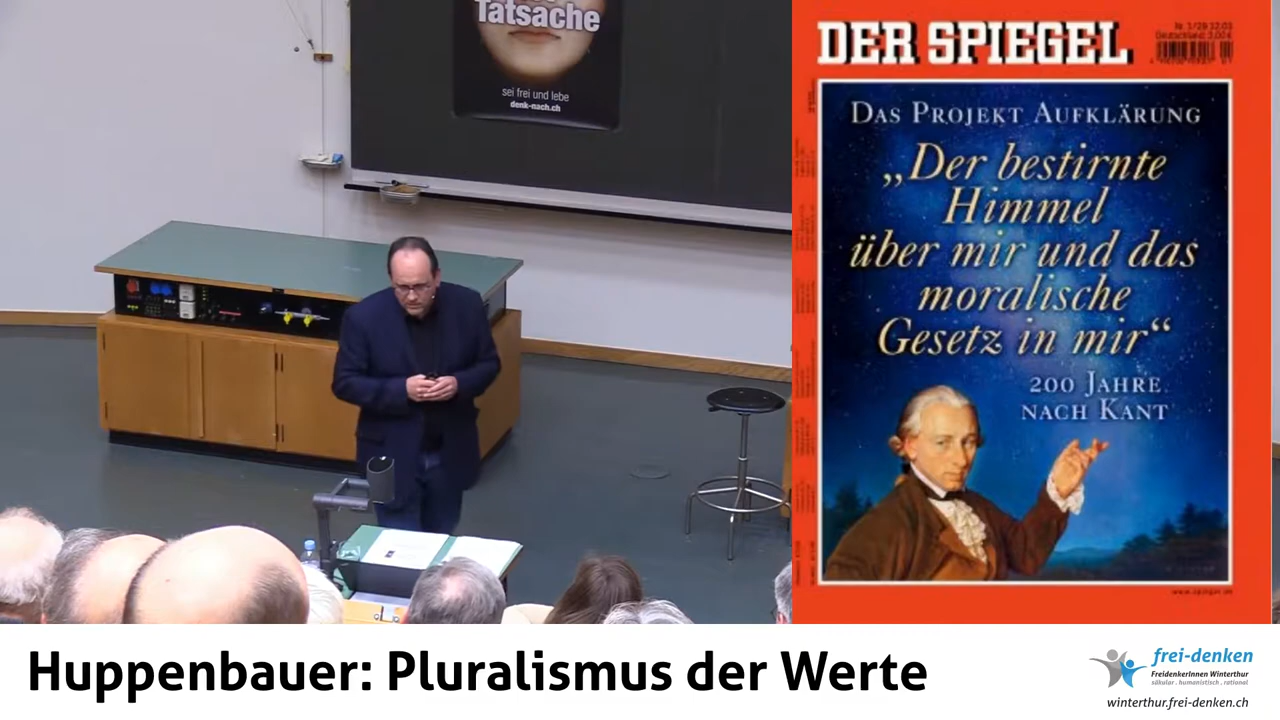 Tatsache
sei frei und lebe
denk-nach.ch
DER SPIEGEL
DAS PROJEKT AUFKLÄRUNG
„Der bestirnte
Himmel
über mir und das
moralische
Gesetz in mir“
200 JAHRE
NACH KANT
www.spiegel.de
Huppenbauer: Pluralismus der Werte
frei-denken
FreidenkerInnen Winterthur
säkular . humanistisch . rational
winterthur.frei-denken.ch